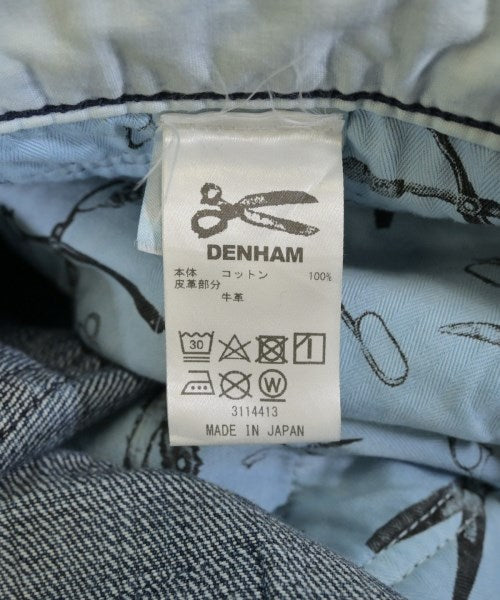 DENHAM
本体 コットン 100%
皮革部分
牛革
30
W
3114413
MADE IN JAPAN